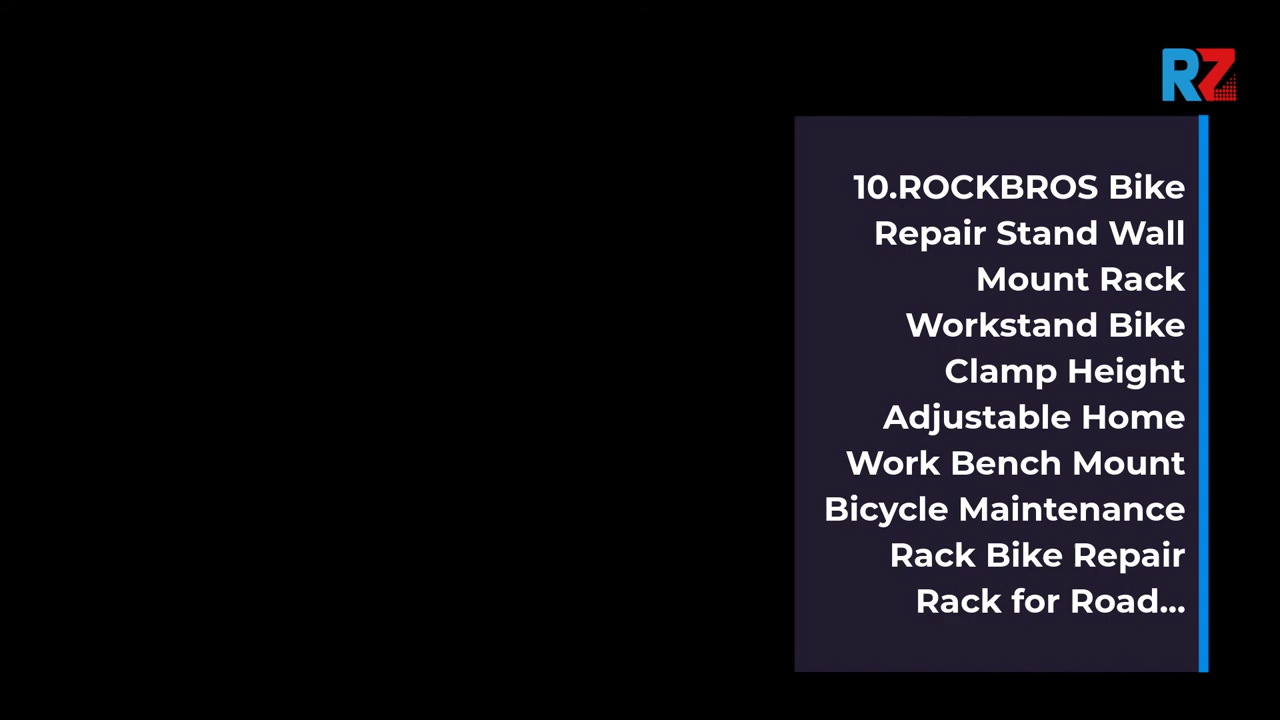 RZ
10.ROCKBROS Bike
Repair Stand Wall
Mount Rack
Workstand Bike
Clamp Height
Adjustable Home
Work Bench Mount
Bicycle Maintenance
Rack Bike Repair
Rack for Road...